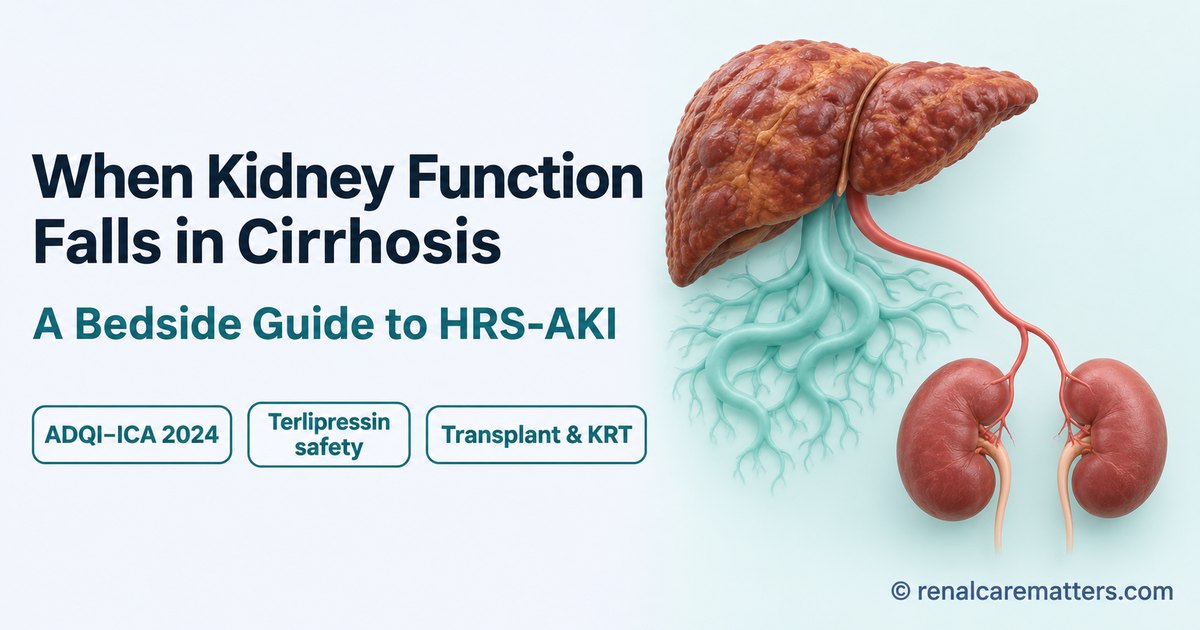 When Kidney Function
Falls in Cirrhosis
A Bedside Guide to HRS-AKI
ADQI–ICA 2024
Terlipressin
safety
Transplant & KRT
© renalcarematters.com